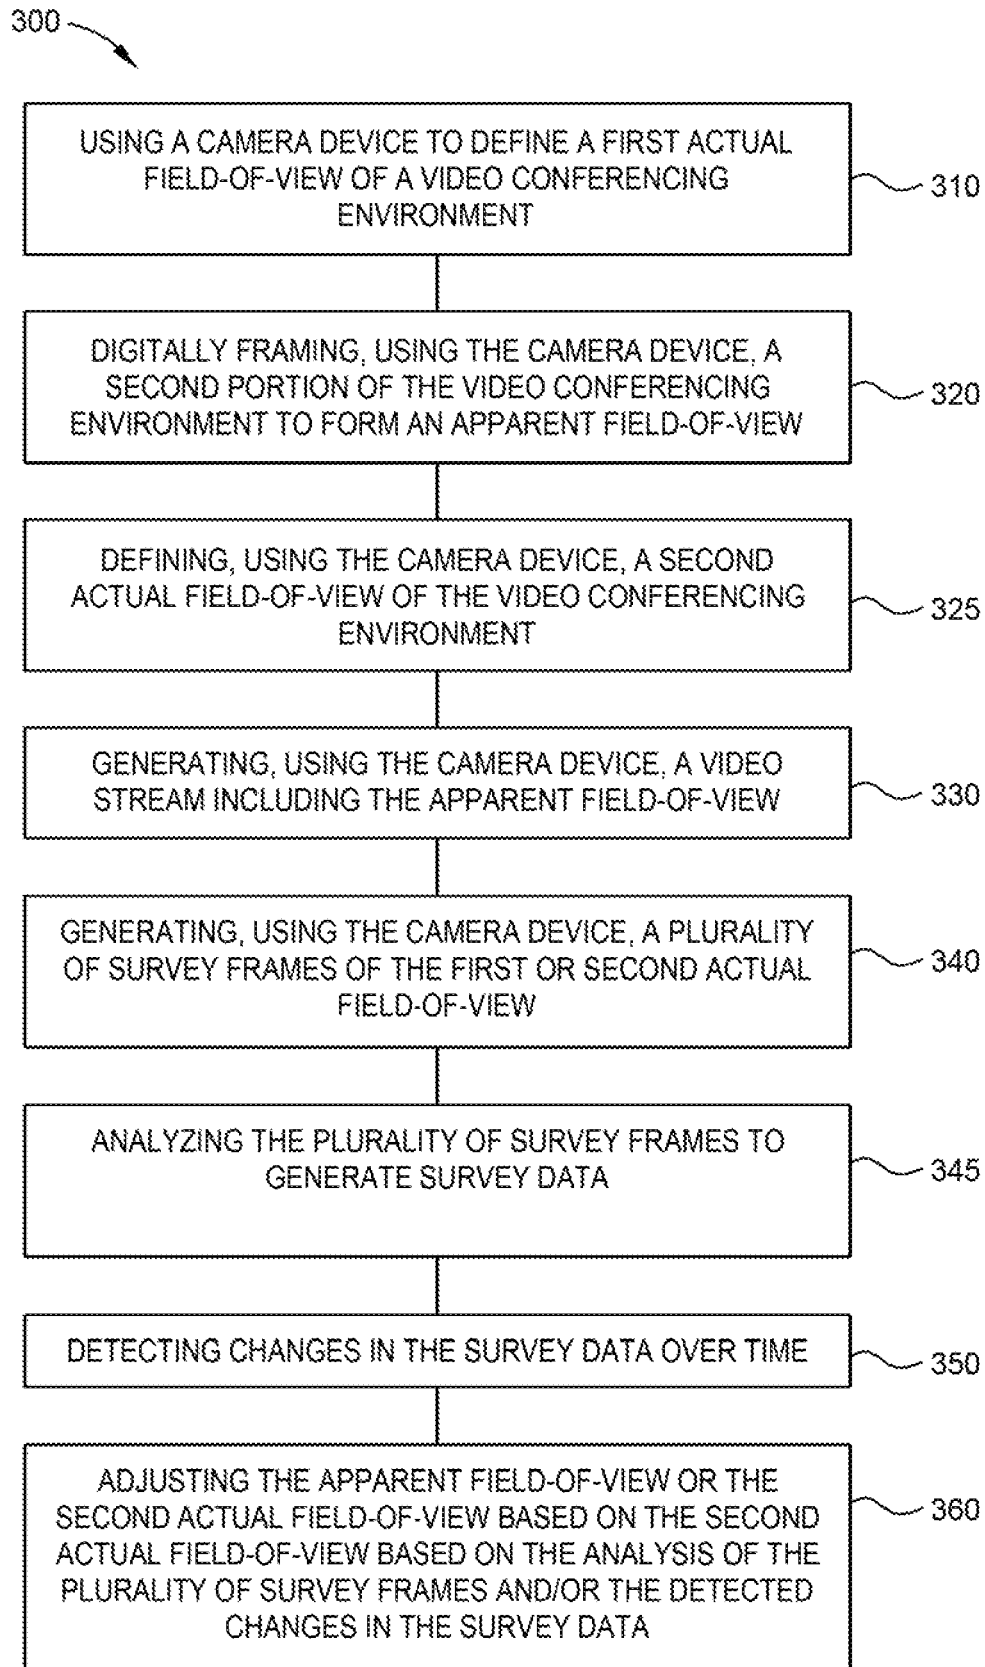 300
USING A CAMERA DEVICE TO DEFINE A FIRST ACTUAL
FIELD-OF-VIEW OF A VIDEO CONFERENCING
ENVIRONMENT
310
DIGITALLY FRAMING, USING THE CAMERA DEVICE, A
SECOND PORTION OF THE VIDEO CONFERENCING
ENVIRONMENT TO FORM AN APPARENT FIELD-OF-VIEW
320
DEFINING, USING THE CAMERA DEVICE, A SECOND
ACTUAL FIELD-OF-VIEW OF THE VIDEO CONFERENCING
ENVIRONMENT
325
GENERATING, USING THE CAMERA DEVICE, A VIDEO
STREAM INCLUDING THE APPARENT FIELD-OF-VIEW
330
GENERATING, USING THE CAMERA DEVICE, A PLURALITY
OF SURVEY FRAMES OF THE FIRST OR SECOND ACTUAL
FIELD-OF-VIEW
340
ANALYZING THE PLURALITY OF SURVEY FRAMES TO
GENERATE SURVEY DATA
345
DETECTING CHANGES IN THE SURVEY DATA OVER TIME
350
ADJUSTING THE APPARENT FIELD-OF-VIEW OR THE
SECOND ACTUAL FIELD-OF-VIEW BASED ON THE SECOND
ACTUAL FIELD-OF-VIEW BASED ON THE ANALYSIS OF THE
PLURALITY OF SURVEY FRAMES AND/OR THE DETECTED
CHANGES IN THE SURVEY DATA
360